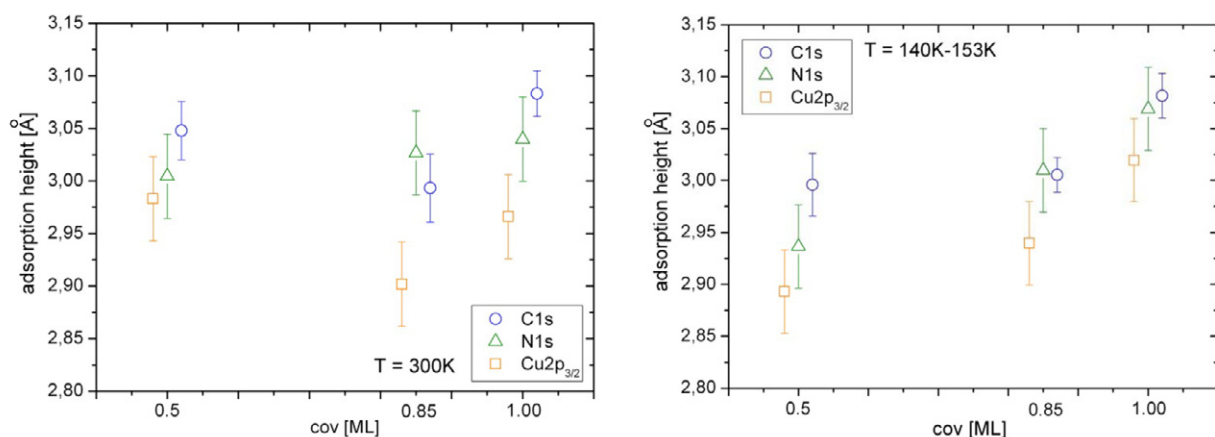 3,15
3,10
3,05
3,00
2,95
2,90
2,85
2,80
adsorption height [Å]
C1s
N1s
Cu2p3/2
T = 300K
0.5
0.85
1.00
cov [ML]
3,15
3,10
3,05
3,00
2,95
2,90
2,85
2,80
adsorption height [Å]
C1s
N1s
Cu2p3/2
T = 140K-153K
0.5
0.85
1.00
cov [ML]